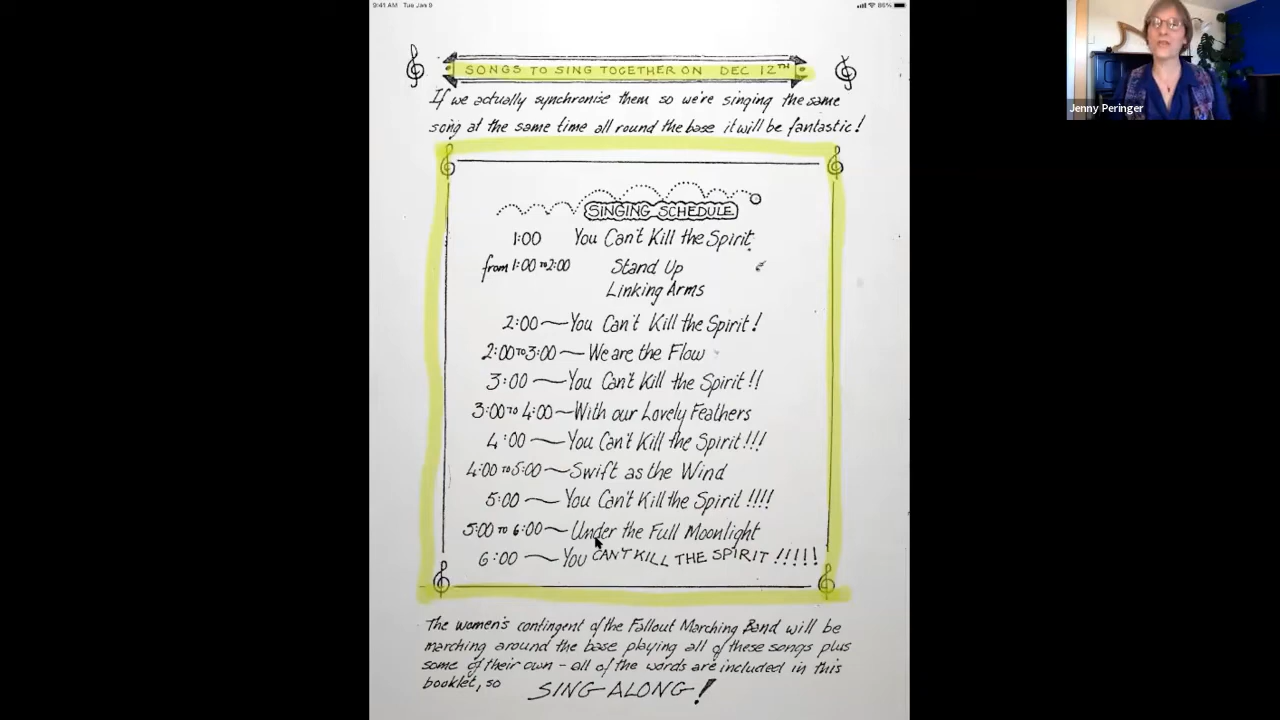 9:41 AM Tue Jan 9
86%
SONGS TO SING TOGETHER ON DEC 12TH
If we actually synchronise them so we're singing the same
song at the same time all round the base it will be fantastic!
SINGING SCHEDULE
1:00 You Can't Kill the Spirit
from 1:00 to 2:00 Stand Up
Linking Arms
2:00 ~ You Can't Kill the Spirit!
2:00 TO 3:00 ~ We are the Flow
3:00 ~ You Can't Kill the Spirit!!
3:00 TO 4:00 ~ With our Lovely Feathers
4:00 ~ You Can't Kill the Spirit!!!
4:00 TO 5:00 ~ Swift as the Wind
5:00 ~ You Can't Kill the Spirit!!!!
5:00 TO 6:00 ~ Under the Full Moonlight
6:00 ~ YOU CAN'T KILL THE SPIRIT!!!!!
The women's contingent of the Fallout Marching Band will be
marching around the base playing all of these songs plus
some of their own - all of the words are included in this
booklet, so SING ALONG!
Jenny Peringer